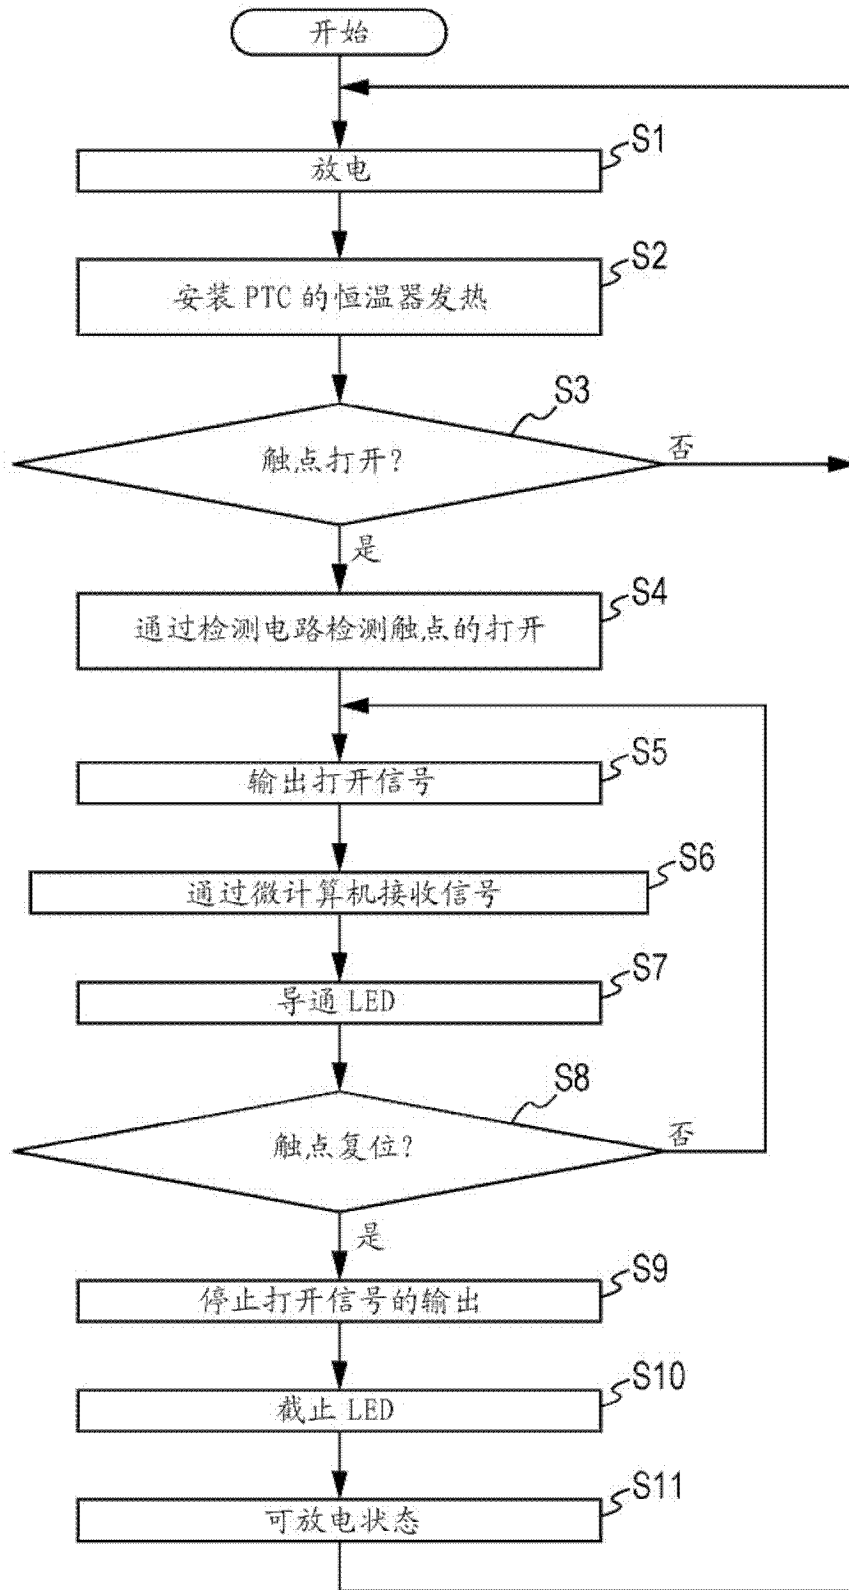 开始
S1
放电
S2
安装 PTC 的恒温器发热
S3
触点打开?
否
是
S4
通过检测电路检测触点的打开
S5
输出打开信号
S6
通过微计算机接收信号
S7
导通 LED
S8
触点复位?
否
是
S9
停止打开信号的输出
S10
截止 LED
S11
可放电状态